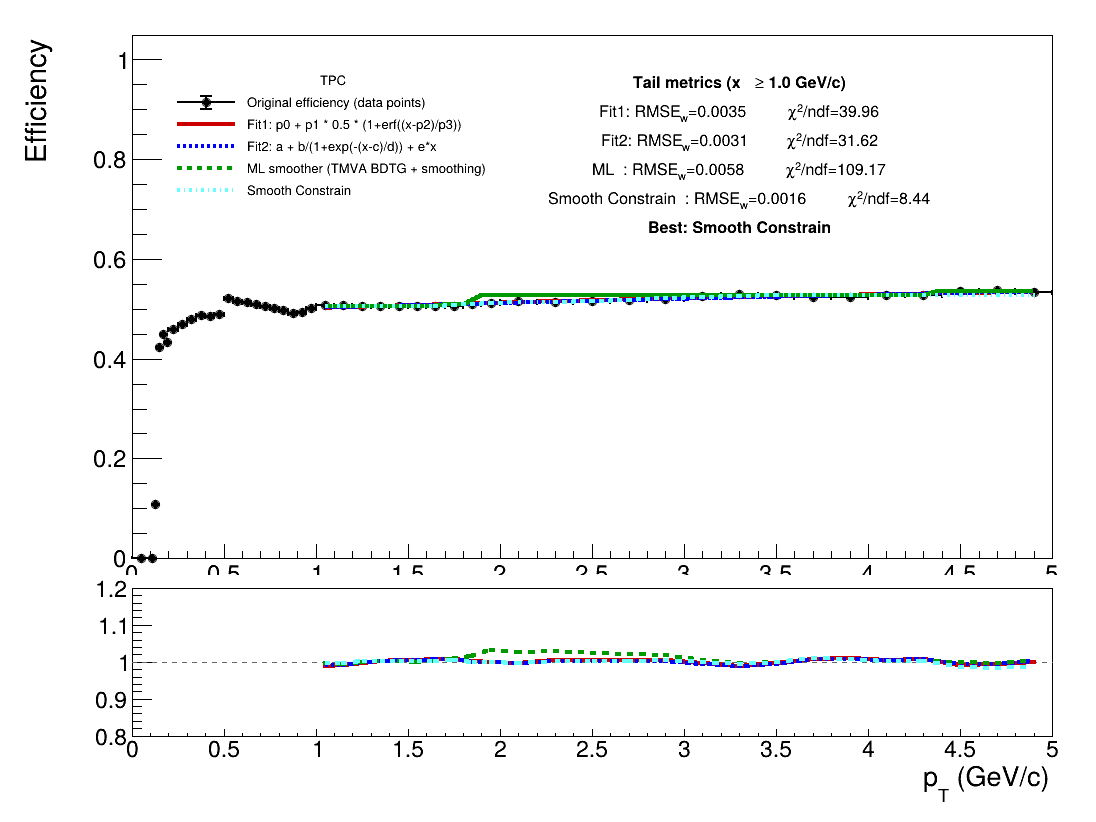 Efficiency
1
0.8
0.6
0.4
0.2
0
TPC
Original efficiency (data points)
Fit1: p0 + p1 * 0.5 * (1+erf((x-p2)/p3))
Fit2: a + b/(1+exp(-(x-c)/d)) + e*x
ML smoother (TMVA BDTG + smoothing)
Smooth Constrain
Tail metrics (x ≥ 1.0 GeV/c)
Fit1: RMSE_w=0.0035 χ²/ndf=39.96
Fit2: RMSE_w=0.0031 χ²/ndf=31.62
ML : RMSE_w=0.0058 χ²/ndf=109.17
Smooth Constrain : RMSE_w=0.0016 χ²/ndf=8.44
Best: Smooth Constrain
0 0.5 1 1.5 2 2.5 3 3.5 4 4.5 5
1.2
1.1
1
0.9
0.8
0 0.5 1 1.5 2 2.5 3 3.5 4 4.5 5
p_T (GeV/c)